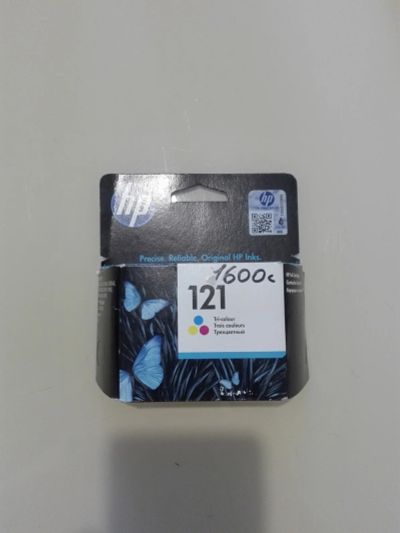 hp
hp
Precise. Reliable. Original HP Inks.
1600c
121
Tri-colour
Trois couleurs
Трехцветный